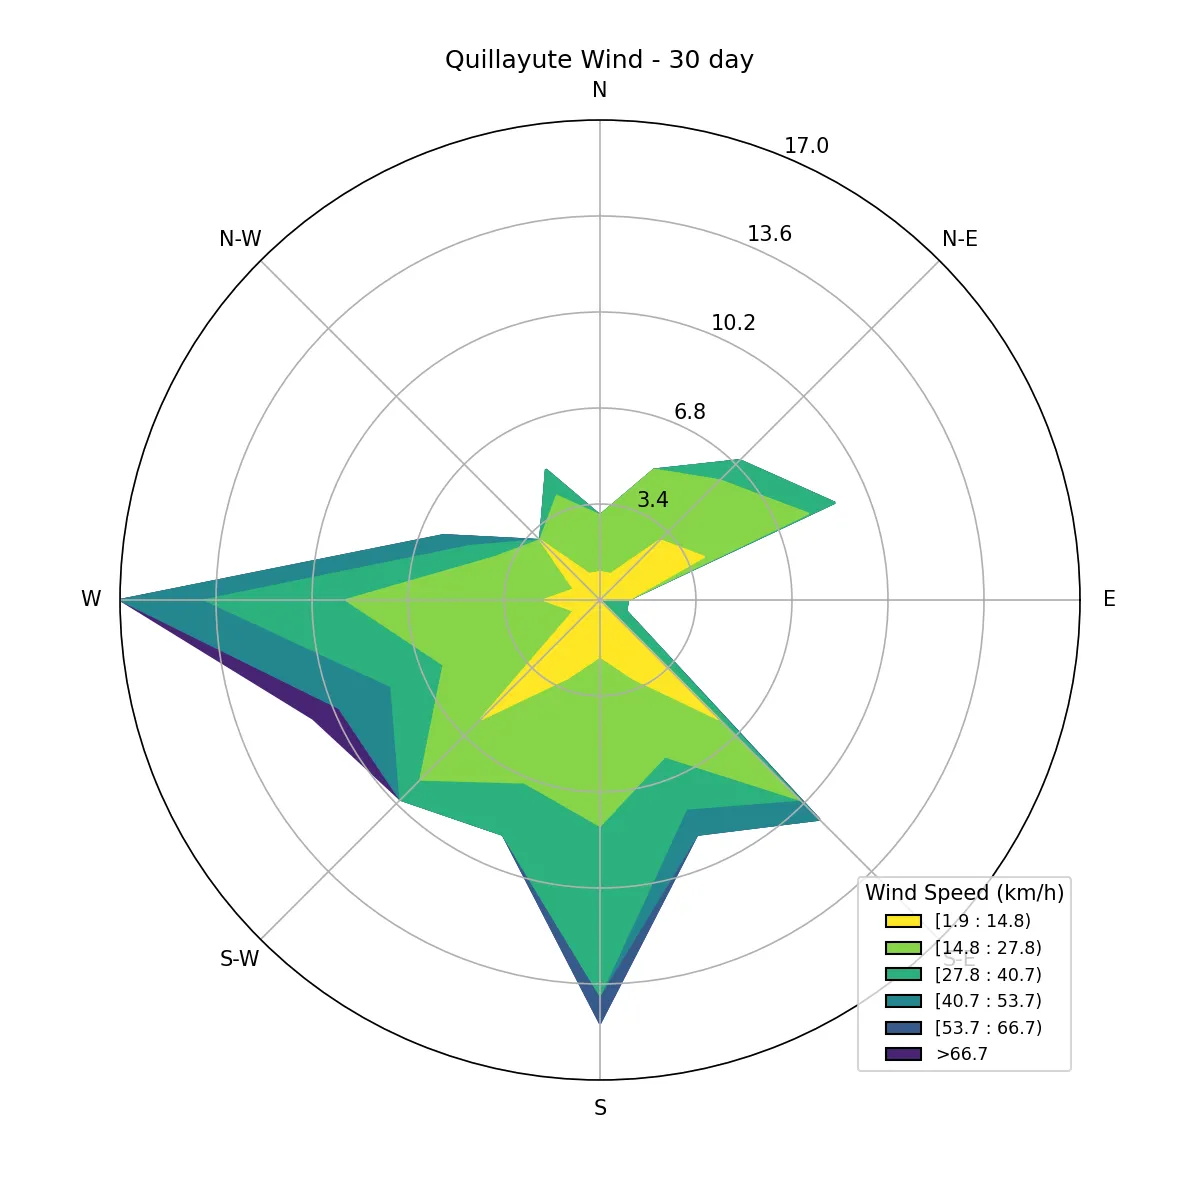 Quillayute Wind - 30 day
N
17.0
N-W
13.6
N-E
10.2
6.8
3.4
W
E
S-W
S-E
S
Wind Speed (km/h)
[1.9 : 14.8)
[14.8 : 27.8)
[27.8 : 40.7)
[40.7 : 53.7)
[53.7 : 66.7)
>66.7